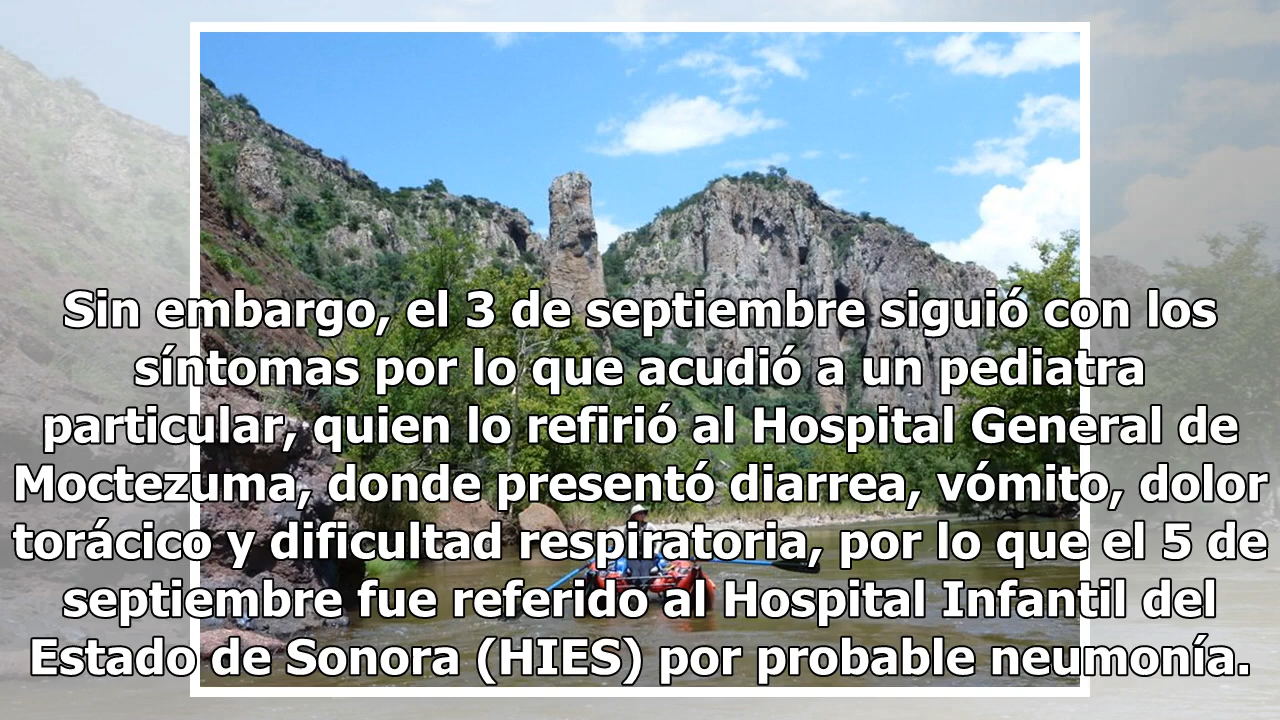 Sin embargo, el 3 de septiembre siguió con los
síntomas por lo que acudió a un pediatra
particular, quien lo refirió al Hospital General de
Moctezuma, donde presentó diarrea, vómito, dolor
torácico y dificultad respiratoria, por lo que el 5 de
septiembre fue referido al Hospital Infantil del
Estado de Sonora (HIES) por probable neumonía.